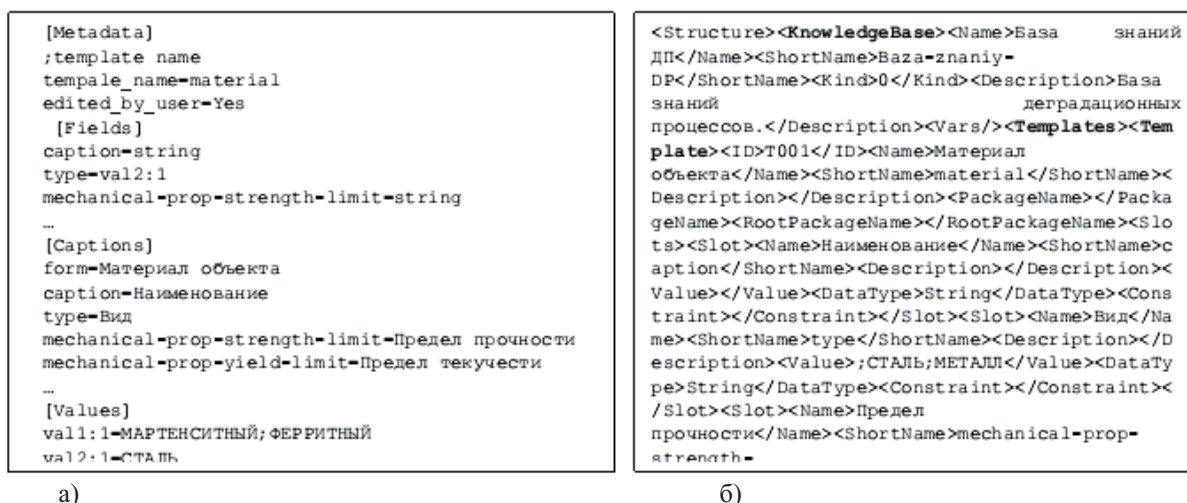 [Metadata]
;template name
tempale_name=material
edited_by_user=Yes
[Fields]
caption=string
type=val2:1
mechanical-prop-strength-limit=string
…
[Captions]
form=Материал объекта
caption=Наименование
type=Вид
mechanical-prop-strength-limit=Предел прочности
mechanical-prop-yield-limit=Предел текучести
…
[Values]
val1:1=МАРТЕНСИТНЫЙ;ФЕРРИТНЫЙ
val2:1=СТАЛЬ
а)
<Structure><KnowledgeBase><Name>База знаний
ДП</Name><ShortName>Baza-znaniy-
DP</ShortName><Kind>0</Kind><Description>База
знаний деградационных
процессов.</Description><Vars/><Templates><Tem
plate><ID>T001</ID><Name>Материал
объекта</Name><ShortName>material</ShortName><
Description></Description><PackageName></Packa
geName><RootPackageName></RootPackageName><Slo
ts><Slot><Name>Наименование</Name><ShortName>c
aption</ShortName><Description></Description><
Value></Value><DataType>String</DataType><Cons
traint></Constraint></Slot><Slot><Name>Вид</Na
me><ShortName>type</ShortName><Description></D
escription><Value>;СТАЛЬ;МЕТАЛЛ</Value><DataTy
pe>String</DataType><Constraint></Constraint><
/Slot><Slot><Name>Предел
прочности</Name><ShortName>mechanical-prop-
strength-
б)